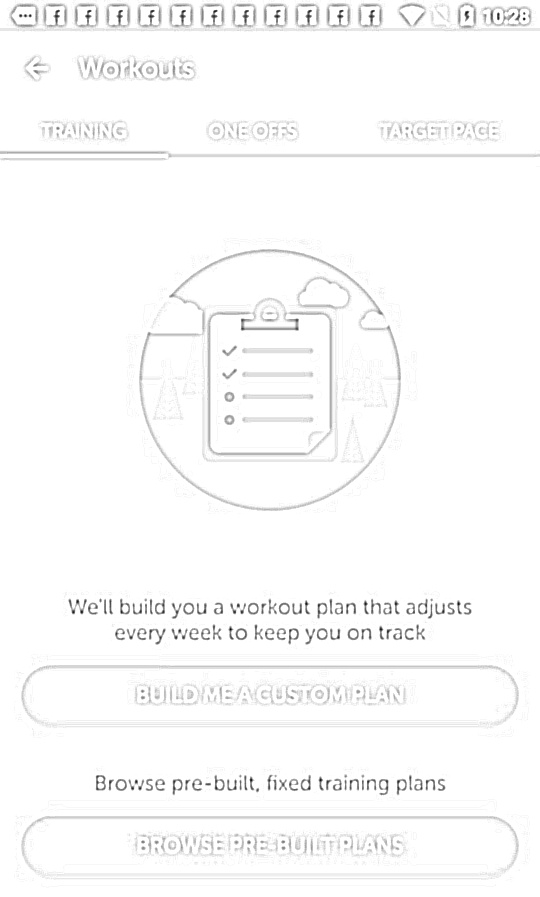 10:28
Workouts
TRAINING ONE OFFS TARGET PACE
We'll build you a workout plan that adjusts
every week to keep you on track
BUILD ME A CUSTOM PLAN
Browse pre-built, fixed training plans
BROWSE PRE-BUILT PLANS